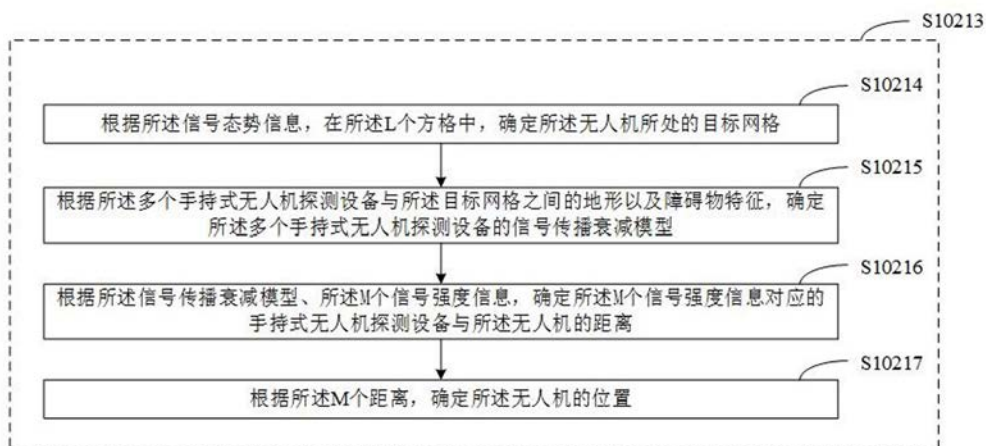 S10213
S10214
根据所述信号态势信息，在所述L个方格中，确定所述无人机所处的目标网格
S10215
根据所述多个手持式无人机探测设备与所述目标网格之间的地形以及障碍物特征，确定
所述多个手持式无人机探测设备的信号传播衰减模型
S10216
根据所述信号传播衰减模型、所述M个信号强度信息，确定所述M个信号强度信息对应的
手持式无人机探测设备与所述无人机的距离
S10217
根据所述M个距离，确定所述无人机的位置